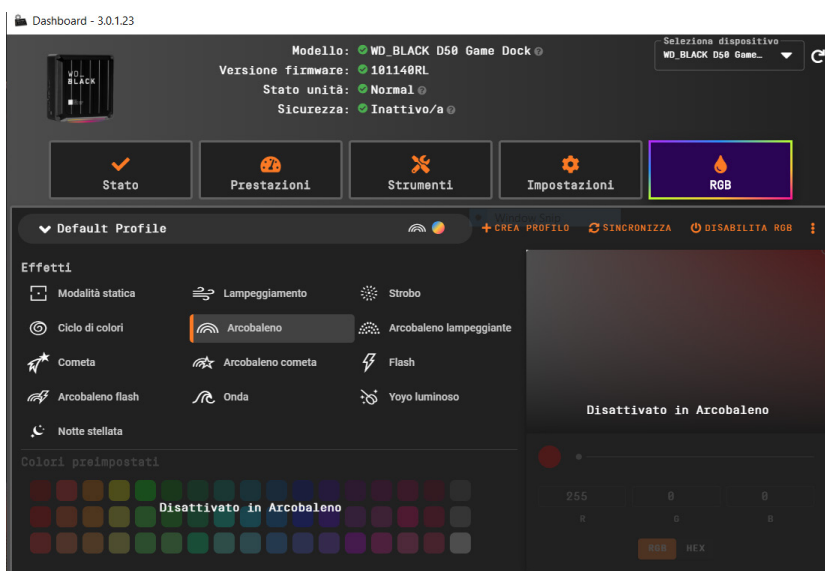 Dashboard - 3.0.1.23
Modello: WD_BLACK D50 Game Dock
Versione firmware: 101140RL
Stato unità: Normal
Sicurezza: Inattivo/a
Seleziona dispositivo
WD_BLACK D50 Game…
WD_
BLACK
Stato
Prestazioni
Strumenti
Impostazioni
RGB
Default Profile
Window Snip
CREA PROFILO
SINCRONIZZA
DISABILITA RGB
Effetti
Modalità statica
Lampeggiamento
Strobo
Ciclo di colori
Arcobaleno
Arcobaleno lampeggiante
Cometa
Arcobaleno cometa
Flash
Arcobaleno flash
Onda
Yoyo luminoso
Notte stellata
Disattivato in Arcobaleno
Colori preimpostati
Disattivato in Arcobaleno
255 0 0
R G B
RGB HEX